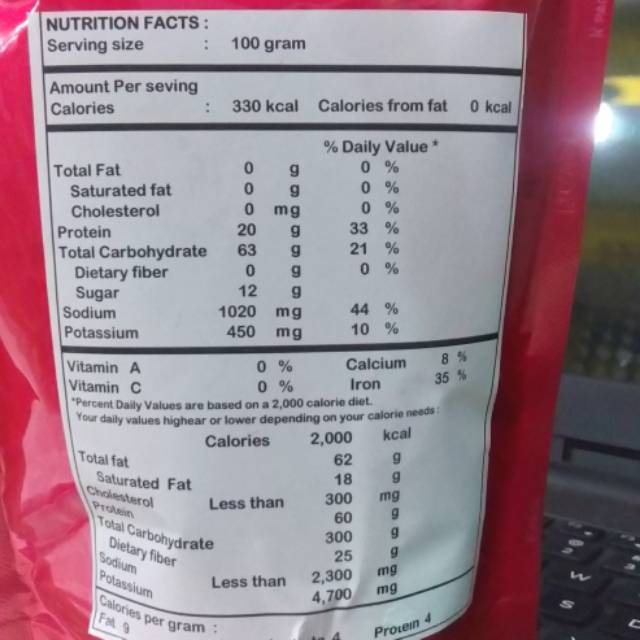 NUTRITION FACTS :
Serving size : 100 gram
Amount Per seving
Calories : 330 kcal Calories from fat 0 kcal
% Daily Value *
Total Fat 0 g 0 %
Saturated fat 0 g 0 %
Cholesterol 0 mg 0 %
Protein 20 g 33 %
Total Carbohydrate 63 g 21 %
Dietary fiber 0 g 0 %
Sugar 12 g
Sodium 1020 mg 44 %
Potassium 450 mg 10 %
Vitamin A 0 % Calcium 8 %
Vitamin C 0 % Iron 35 %
*Percent Daily Values are based on a 2,000 calorie diet.
Your daily values highear or lower depending on your calorie needs :
Calories 2,000 kcal
Total fat 62 g
Saturated Fat 18 g
Cholesterol Less than 300 mg
Protein 60 g
Total Carbohydrate 300 g
Dietary fiber 25 g
Sodium Less than 2,300 mg
Potassium 4,700 mg
Calories per gram :
Fat 9 4 Protein 4
W
S